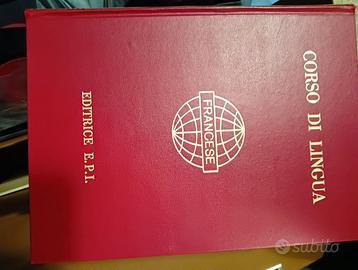 CORSO DI LINGUA
FRANCESE
EDITRICE E.P.I.
subito